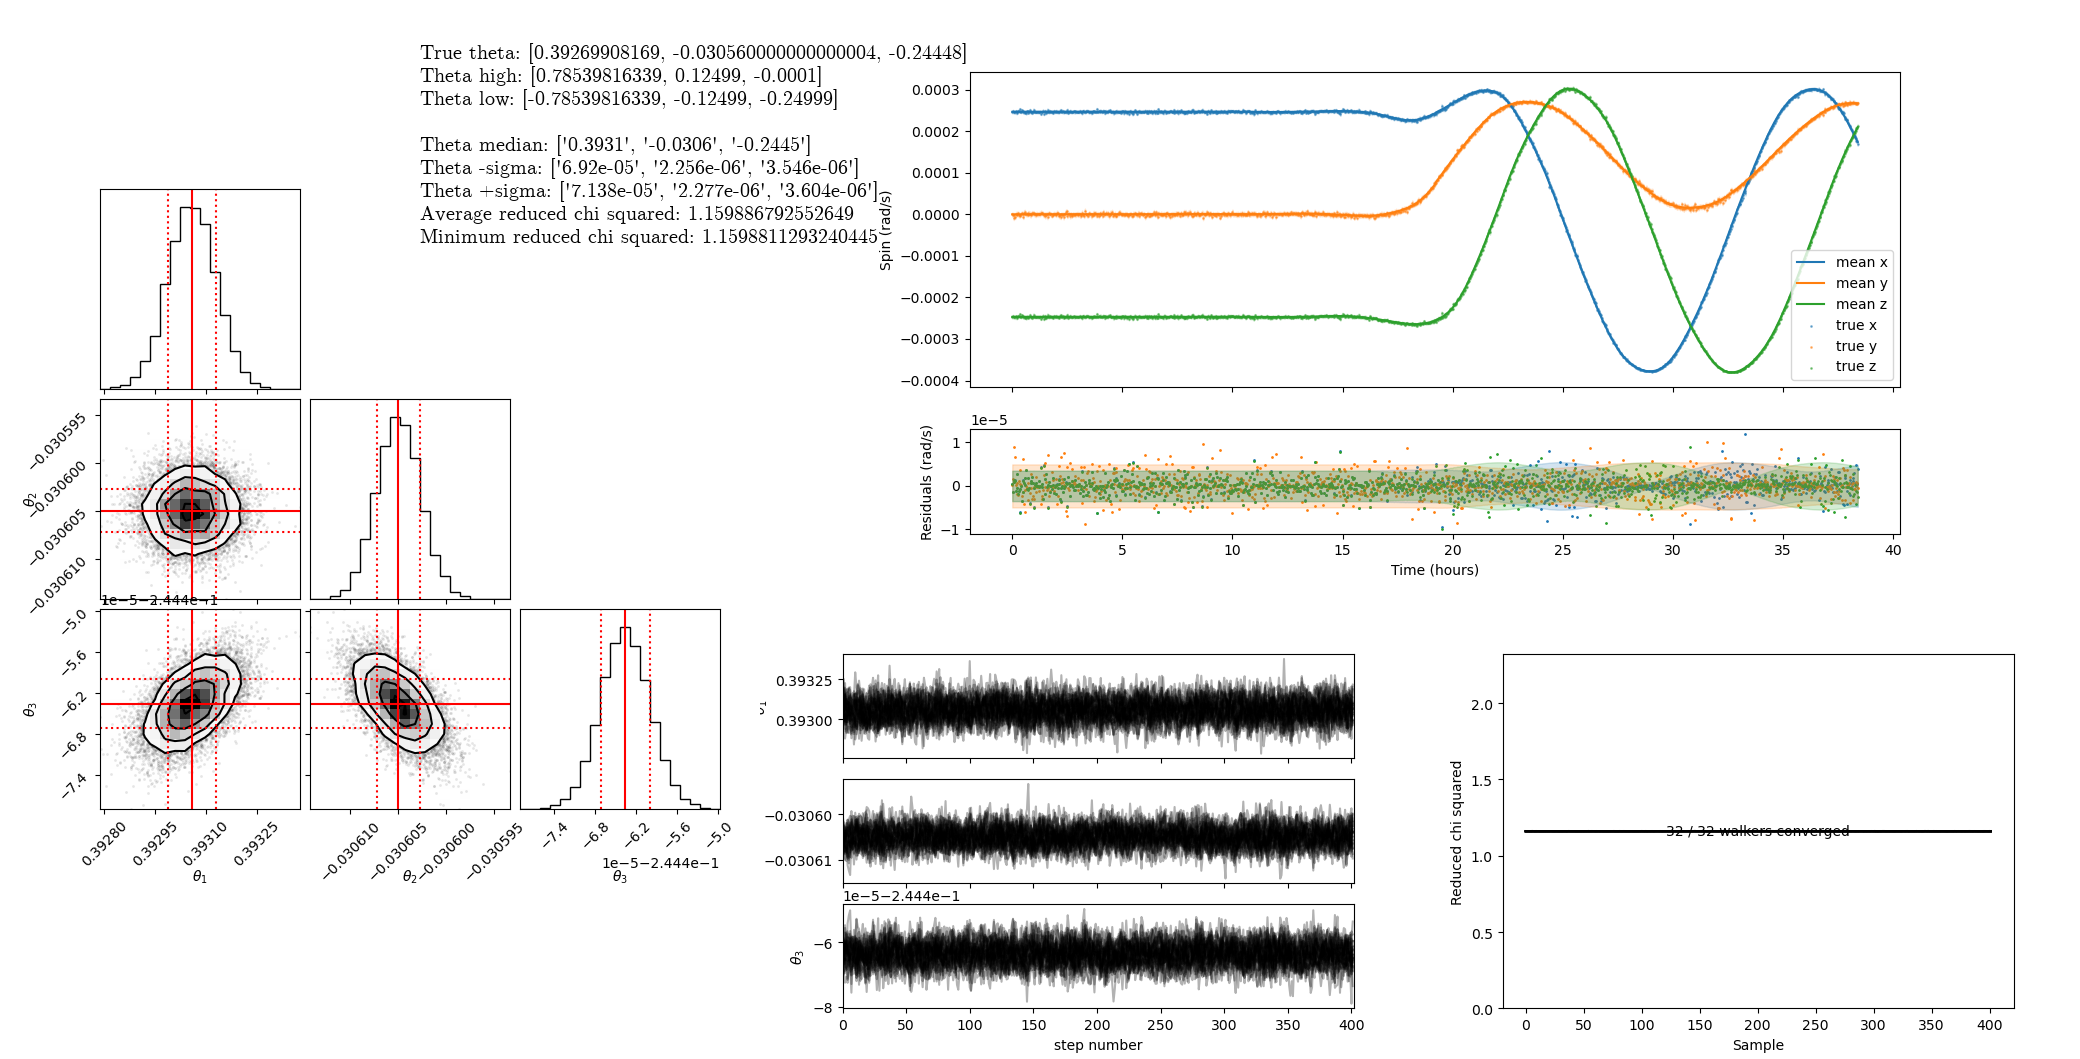 True theta: [0.39269908169, -0.030560000000000004, -0.24448]
Theta high: [0.78539816339, 0.12499, -0.0001]
Theta low: [-0.78539816339, -0.12499, -0.24999]
Theta median: ['0.3931', '-0.0306', '-0.2445']
Theta -sigma: ['6.92e-05', '2.256e-06', '3.546e-06']
Theta +sigma: ['7.138e-05', '2.277e-06', '3.604e-06']
Average reduced chi squared: 1.159886792552649
Minimum reduced chi squared: 1.1598811293240445
0.0003
0.0002
0.0001
0.0000
−0.0001
−0.0002
−0.0003
−0.0004
Spin (rad/s)
mean x
mean y
mean z
true x
true y
true z
1e−5
1
0
−1
Residuals (rad/s)
0 5 10 15 20 25 30 35 40
Time (hours)
−0.030595
−0.030600
−0.030605
−0.030610
θ2
1e−5−2.444e−1
−5.0
−5.6
−6.2
−6.8
−7.4
θ3
0.39280 0.39295 0.39310 0.39325
θ1
−0.030610 −0.030605 −0.030600 −0.030595
θ2
−7.4 −6.8 −6.2 −5.6 −5.0
1e−5−2.444e−1
θ3
0.39325
0.39300
−0.03060
−0.03061
1e−5−2.444e−1
−6
−8
θ3
0 50 100 150 200 250 300 350 400
step number
2.0
1.5
1.0
0.5
0.0
Reduced chi squared
32 / 32 walkers converged
0 50 100 150 200 250 300 350 400
Sample